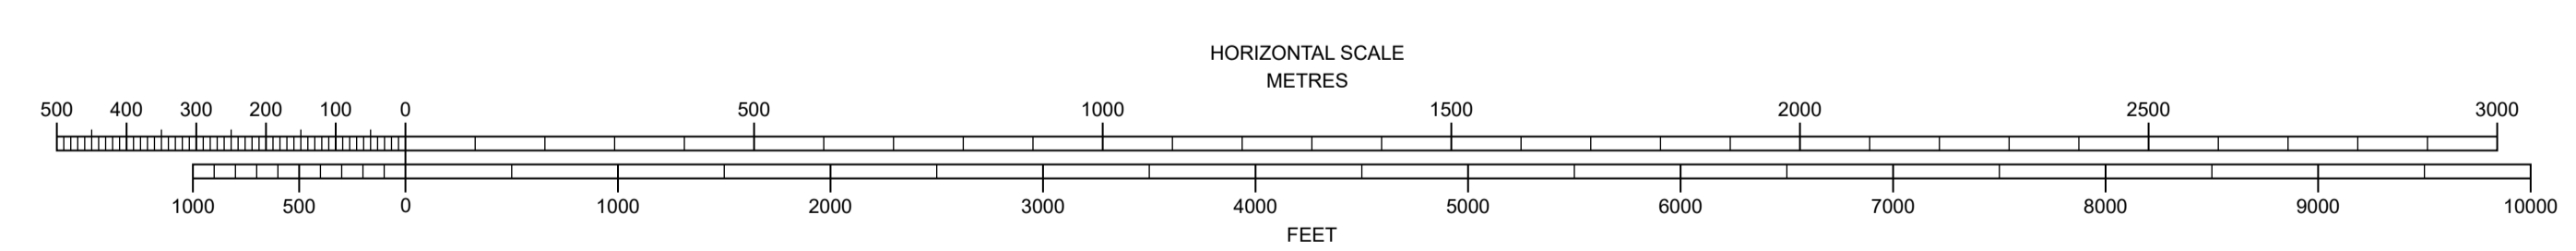 HORIZONTAL SCALE
METRES
500 400 300 200 100 0 500 1000 1500 2000 2500 3000
1000 500 0 1000 2000 3000 4000 5000 6000 7000 8000 9000 10000
FEET